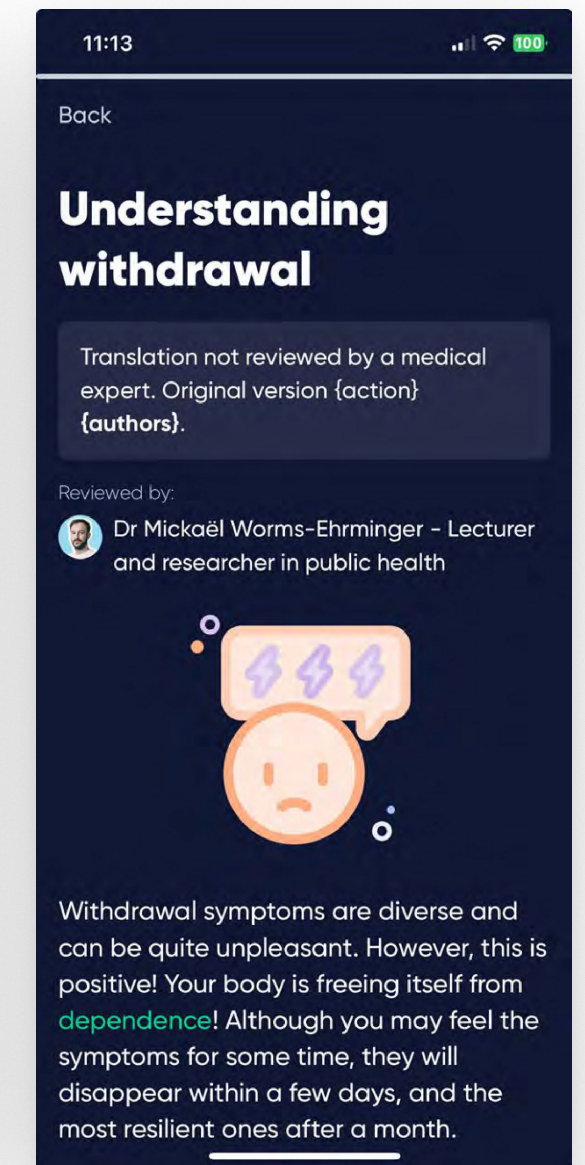 11:13
100
Back
Understanding
withdrawal
Translation not reviewed by a medical
expert. Original version {action}
{authors}.
Reviewed by:
Dr Mickaël Worms-Ehrminger - Lecturer
and researcher in public health
Withdrawal symptoms are diverse and
can be quite unpleasant. However, this is
positive! Your body is freeing itself from
dependence! Although you may feel the
symptoms for some time, they will
disappear within a few days, and the
most resilient ones after a month.